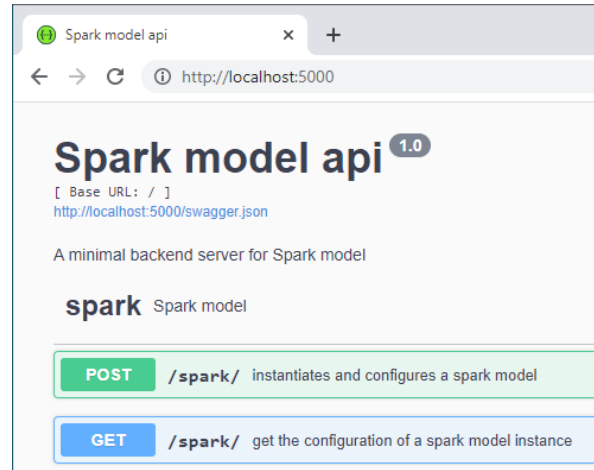 Spark model api
http://localhost:5000
Spark model api 1.0
[ Base URL: / ]
http://localhost:5000/swagger.json
A minimal backend server for Spark model
spark Spark model
POST /spark/ instantiates and configures a spark model
GET /spark/ get the configuration of a spark model instance